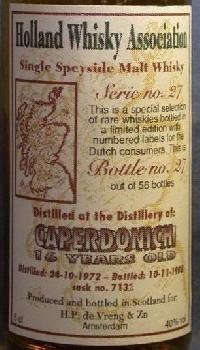 Holland Whisky Association
Single Speyside Malt Whisky
Serie no. 27
This is a special selection
of rare whiskies bottled in
a limited edition with
numbered labels for the
Dutch consumers. This is
Bottle no. 27
out of 56 bottles
Distilled at the Distillery of:
CAPERDONICH
16 YEARS OLD
Distilled: 24-10-1972 - Bottled: 10-11-
cask no. 7132
Produced and bottled in Scotland for:
H.P. de Vreng & Zn
Amsterdam
5 cl
40% vol